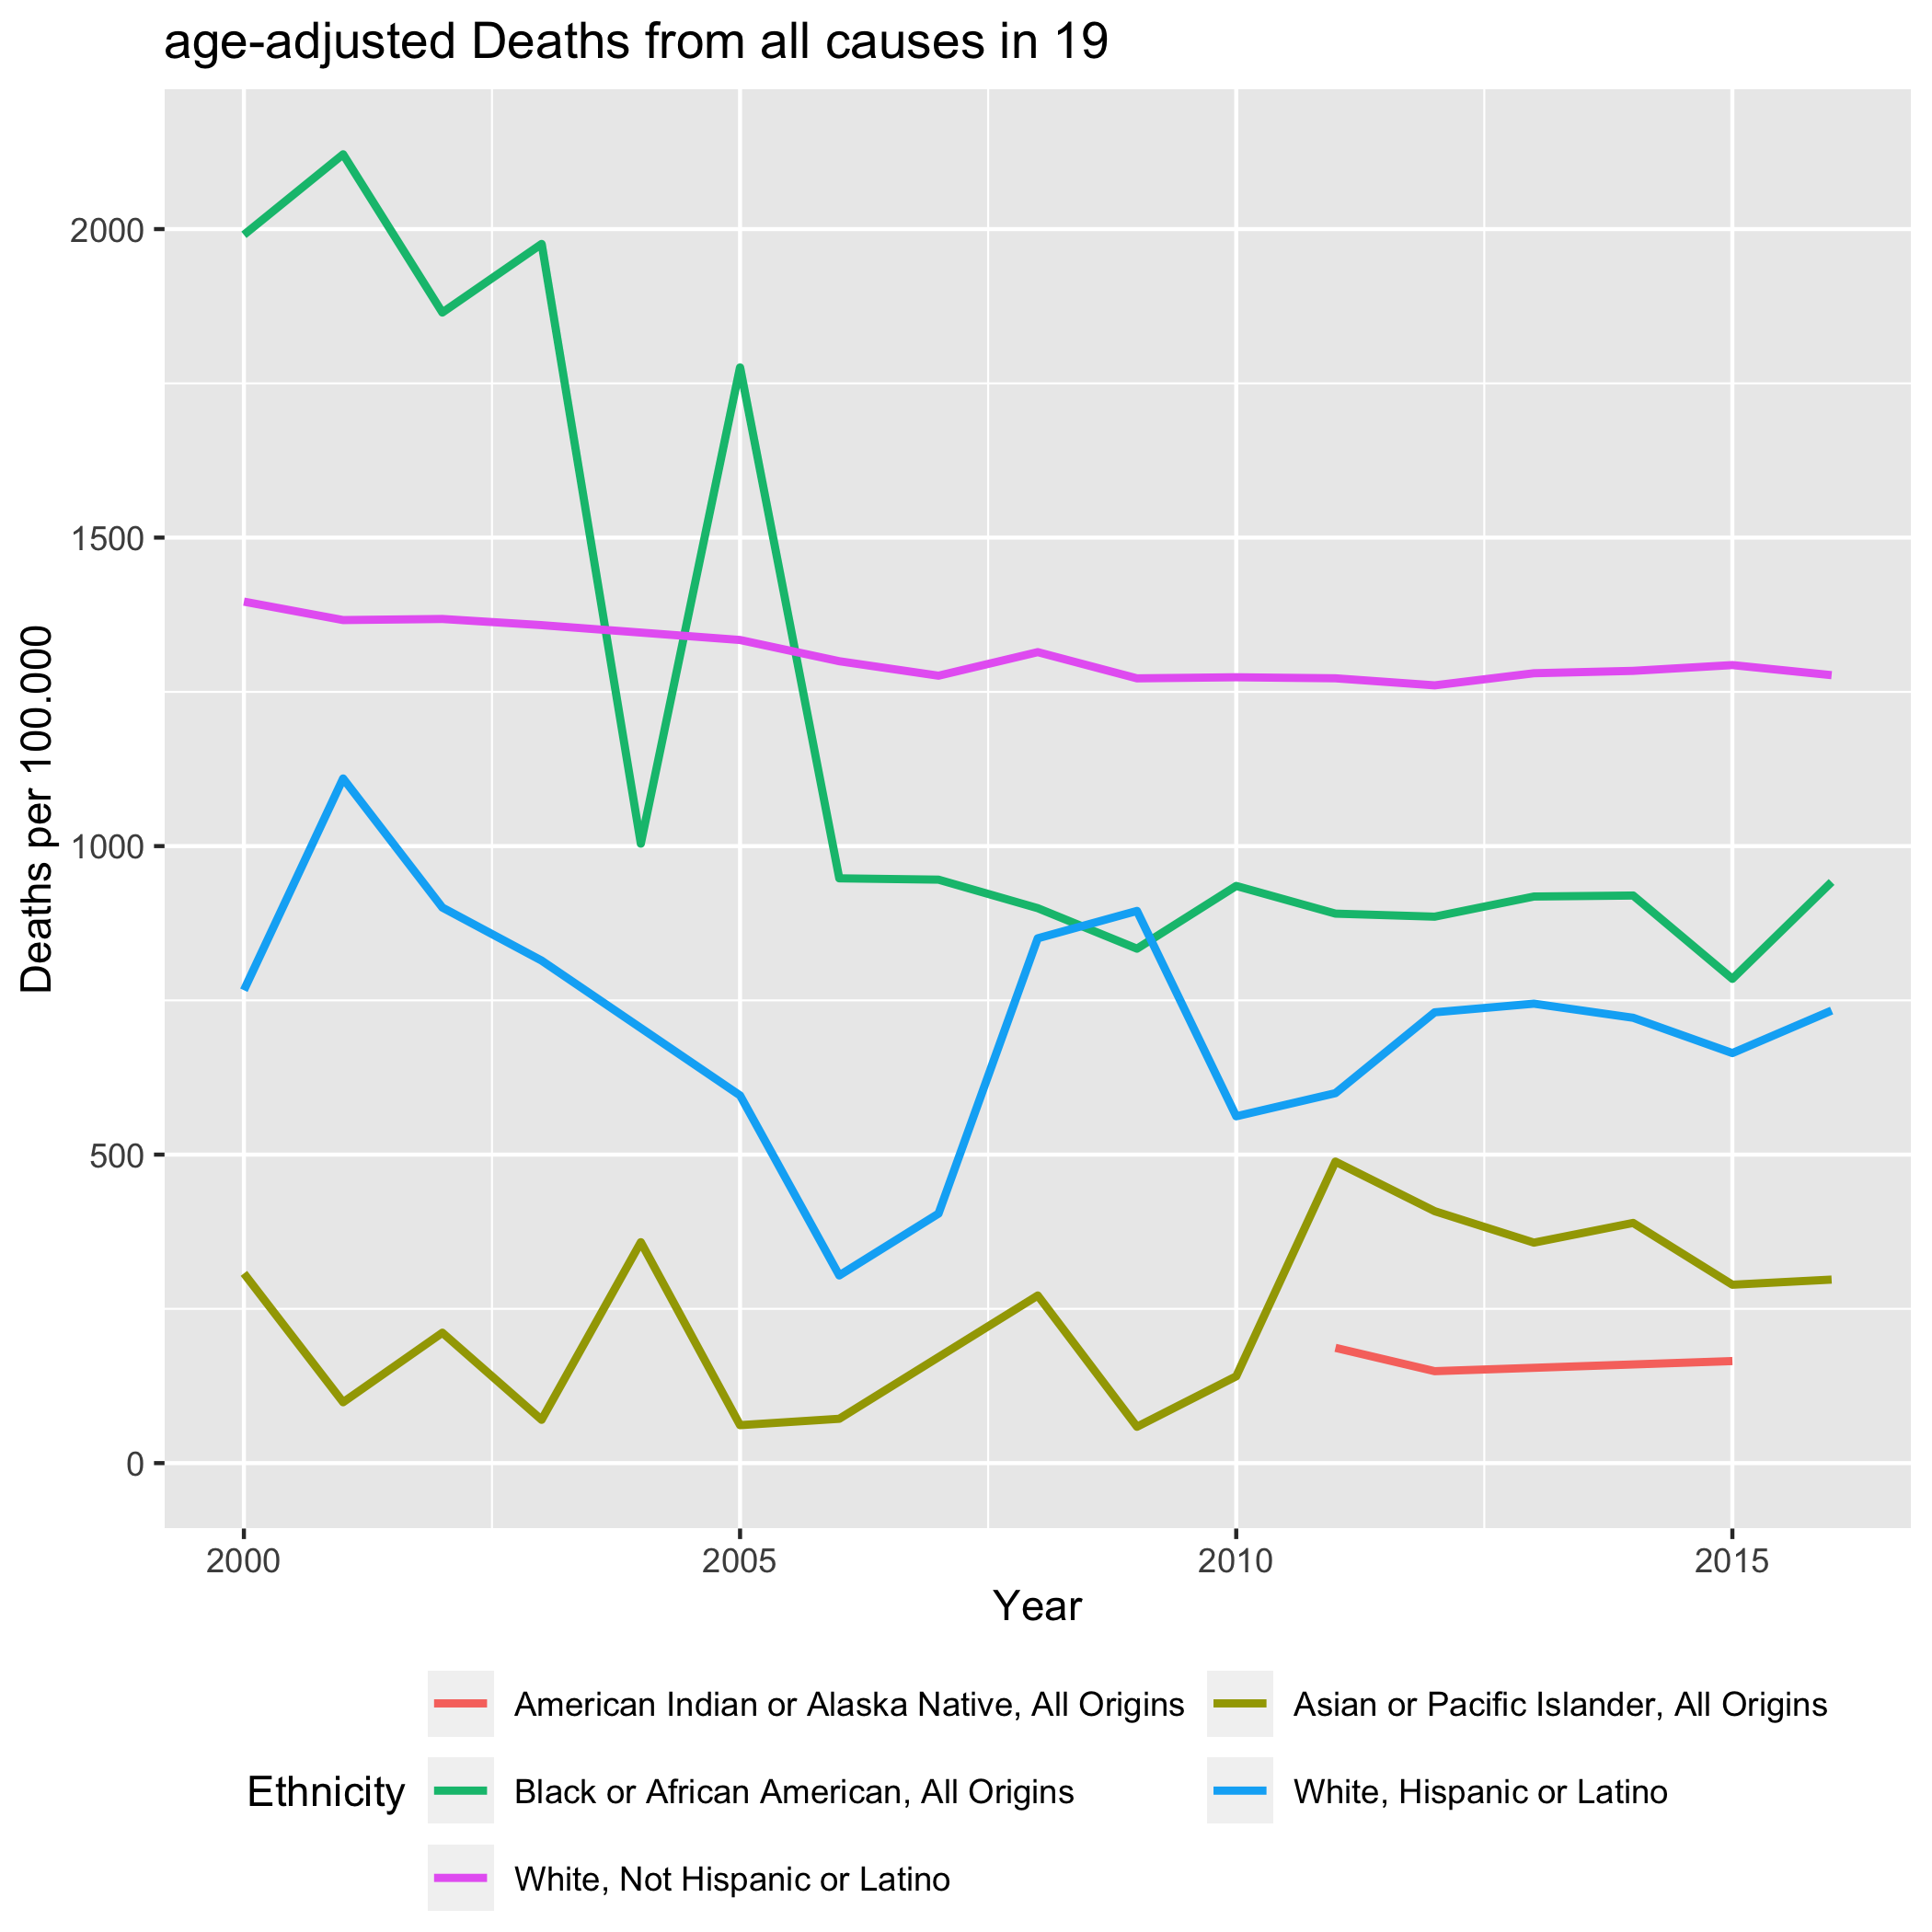 age-adjusted Deaths from all causes in 19
Deaths per 100.000
2000
1500
1000
500
0
2000 2005 2010 2015
Year
Ethnicity
American Indian or Alaska Native, All Origins
Asian or Pacific Islander, All Origins
Black or African American, All Origins
White, Hispanic or Latino
White, Not Hispanic or Latino